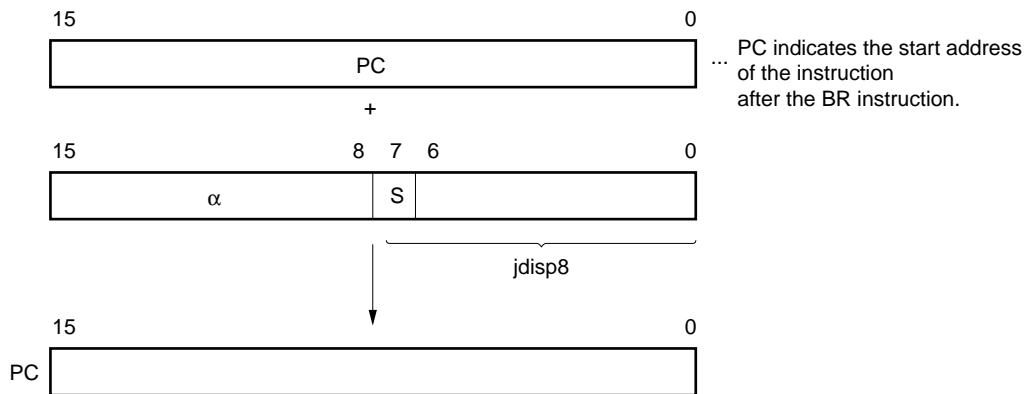 15 0
PC
... PC indicates the start address
of the instruction
after the BR instruction.
+
15 8 7 6 0
α S
jdisp8
15 0
PC